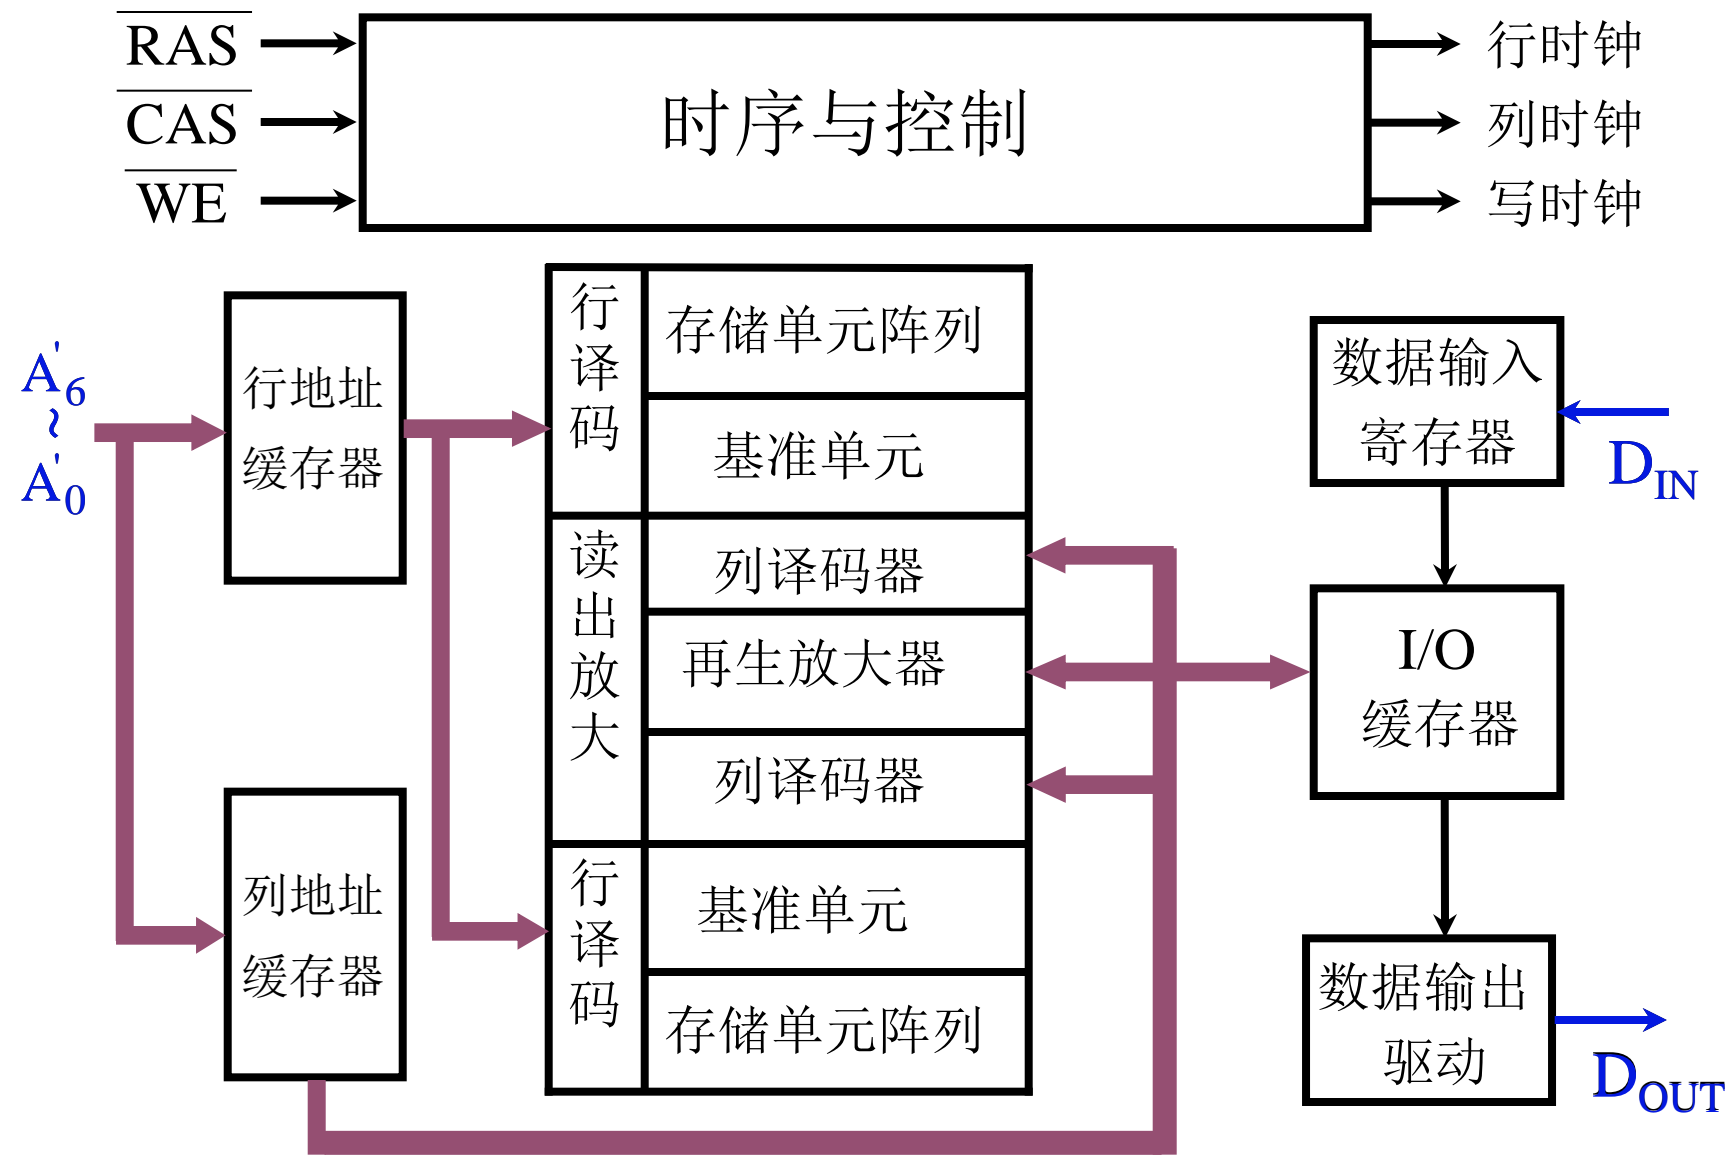 RAS
CAS
WE
时序与控制
行时钟
列时钟
写时钟
A'6
~
A'0
行地址
缓存器
列地址
缓存器
行译码
读出放大
行译码
存储单元阵列
基准单元
列译码器
再生放大器
列译码器
基准单元
存储单元阵列
数据输入
寄存器
DIN
I/O
缓存器
数据输出
驱动
DOUT